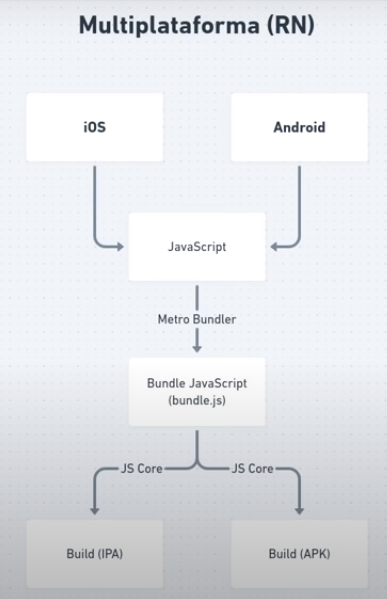 Multiplataforma (RN)
iOS
Android
JavaScript
Metro Bundler
Bundle JavaScript
(bundle.js)
JS Core
JS Core
Build (IPA)
Build (APK)